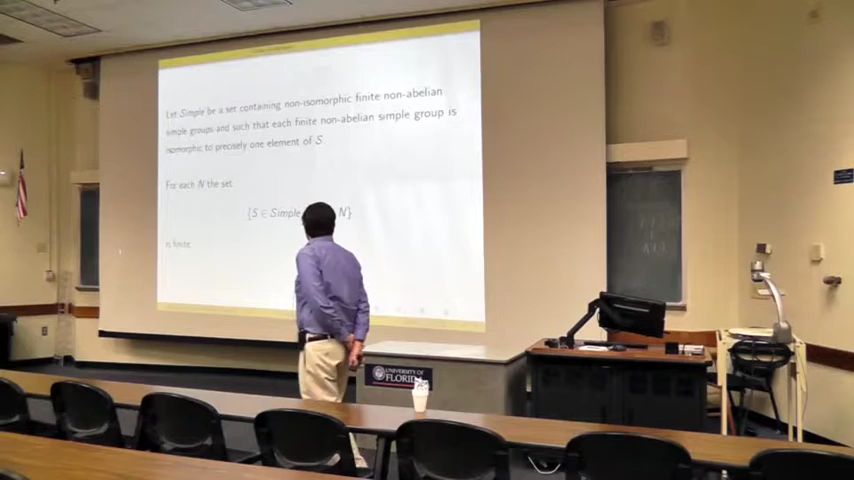 Let Simple be a set containing non-isomorphic finite non-abelian
simple groups and such that each finite non-abelian simple group is
isomorphic to precisely one element of S
For each N the set
{S ∈ Simple N}
is finite.
UNIVERSITY OF
FLORIDA